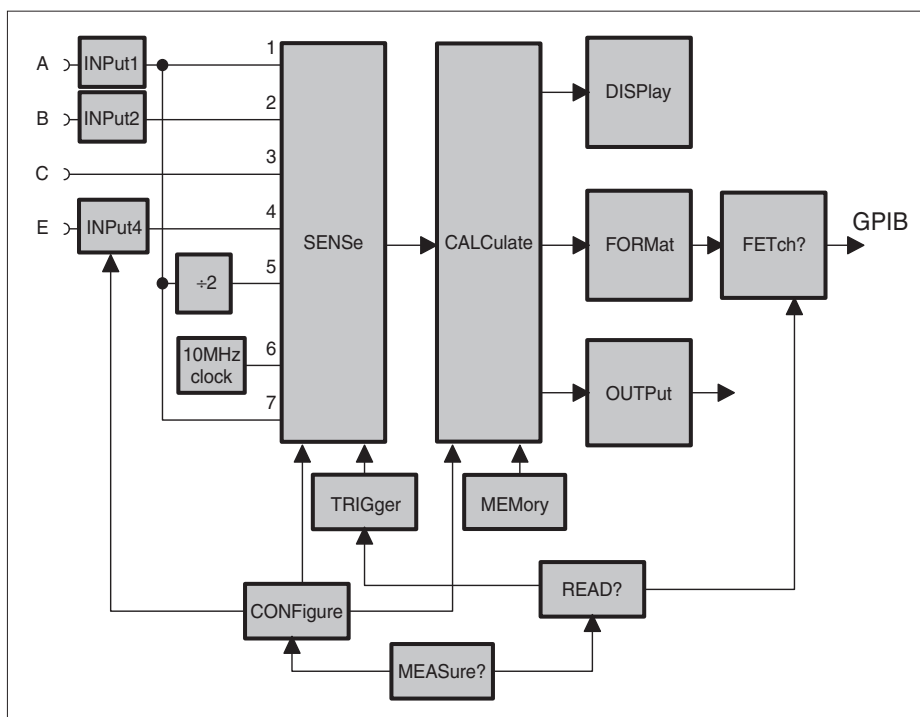 A
INPut1
1
B
INPut2
2
C
3
E
INPut4
4
÷2
5
10MHz
clock
6
7
SENSe
CALCulate
DISPlay
FORMat
FETch?
GPIB
OUTPut
TRIGger
MEMory
CONFigure
READ?
MEASure?